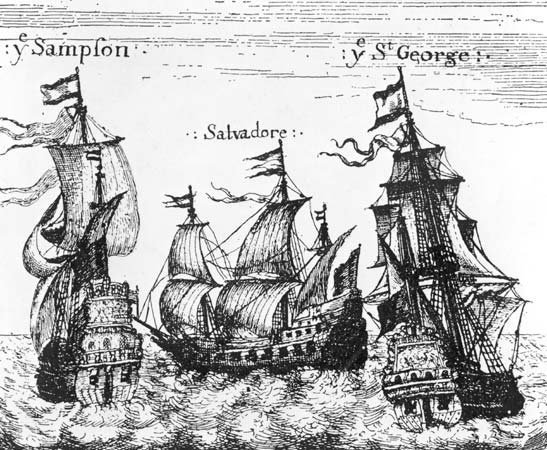 : yᵉ Sampſon ·
: yᵉ Sᵗ George : ·
· : Salvadore : ·